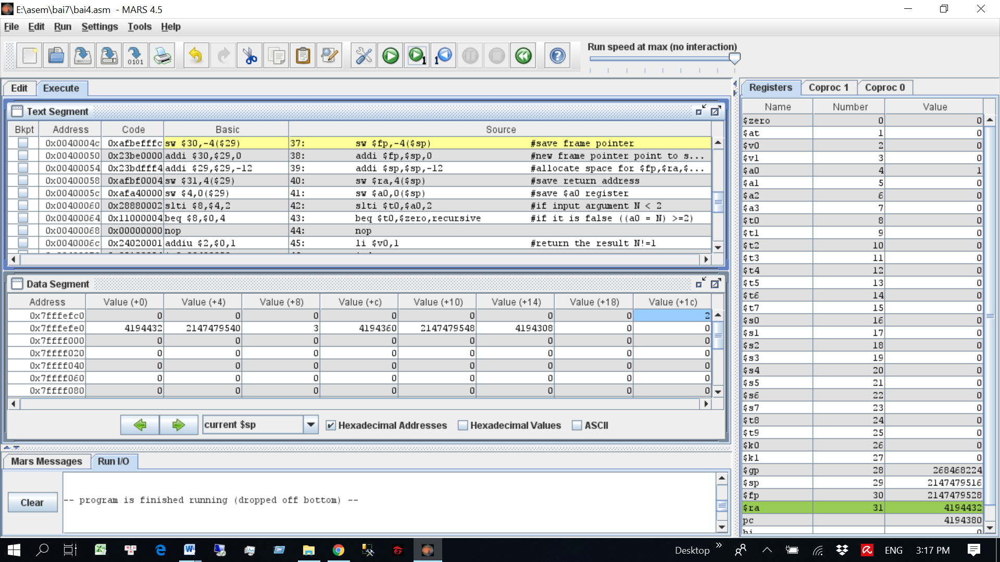 E:\asem\bai7\bai4.asm - MARS 4.5
File Edit Run Settings Tools Help
Run speed at max (no interaction)
Edit Execute
Text Segment
Bkpt Address Code Basic Source
0x0040004c 0xafbefffc sw $30,-4($29) 37: sw $fp,-4($sp) #save frame pointer
0x00400050 0x23be0000 addi $30,$29,0 38: addi $fp,$sp,0 #new frame pointer point to s...
0x00400054 0x23bdfff4 addi $29,$29,-12 39: addi $sp,$sp,-12 #allocate space for $fp,$ra,$...
0x00400058 0xafbf0004 sw $31,4($29) 40: sw $ra,4($sp) #save return address
0x0040005c 0xafa40000 sw $4,0($29) 41: sw $a0,0($sp) #save $a0 register
0x00400060 0x28880002 slti $8,$4,2 42: slti $t0,$a0,2 #if input argument N < 2
0x00400064 0x11000004 beq $8,$0,4 43: beq $t0,$zero,recursive #if it is false ((a0 = N) >=2)
0x00400068 0x00000000 nop 44: nop
0x0040006c 0x24020001 addiu $2,$0,1 45: li $v0,1 #return the result N!=1
Data Segment
Address Value (+0) Value (+4) Value (+8) Value (+c) Value (+10) Value (+14) Value (+18) Value (+1c)
0x7fffefc0 0 0 0 0 0 0 0 2
0x7fffefe0 4194432 2147479540 3 4194360 2147479548 4194308 0 0
0x7ffff000 0 0 0 0 0 0 0 0
0x7ffff020 0 0 0 0 0 0 0 0
0x7ffff040 0 0 0 0 0 0 0 0
0x7ffff060 0 0 0 0 0 0 0 0
0x7ffff080 0 0 0 0 0 0 0 0
current $sp Hexadecimal Addresses Hexadecimal Values ASCII
Mars Messages Run I/O
Clear
-- program is finished running (dropped off bottom) --
Registers Coproc 1 Coproc 0
Name Number Value
$zero 0 0
$at 1 0
$v0 2 0
$v1 3 0
$a0 4 1
$a1 5 0
$a2 6 0
$a3 7 0
$t0 8 0
$t1 9 0
$t2 10 0
$t3 11 0
$t4 12 0
$t5 13 0
$t6 14 0
$t7 15 0
$s0 16 0
$s1 17 0
$s2 18 0
$s3 19 0
$s4 20 0
$s5 21 0
$s6 22 0
$s7 23 0
$t8 24 0
$t9 25 0
$k0 26 0
$k1 27 0
$gp 28 268468224
$sp 29 2147479516
$fp 30 2147479528
$ra 31 4194432
pc 4194380
hi 0
Desktop ENG 3:17 PM